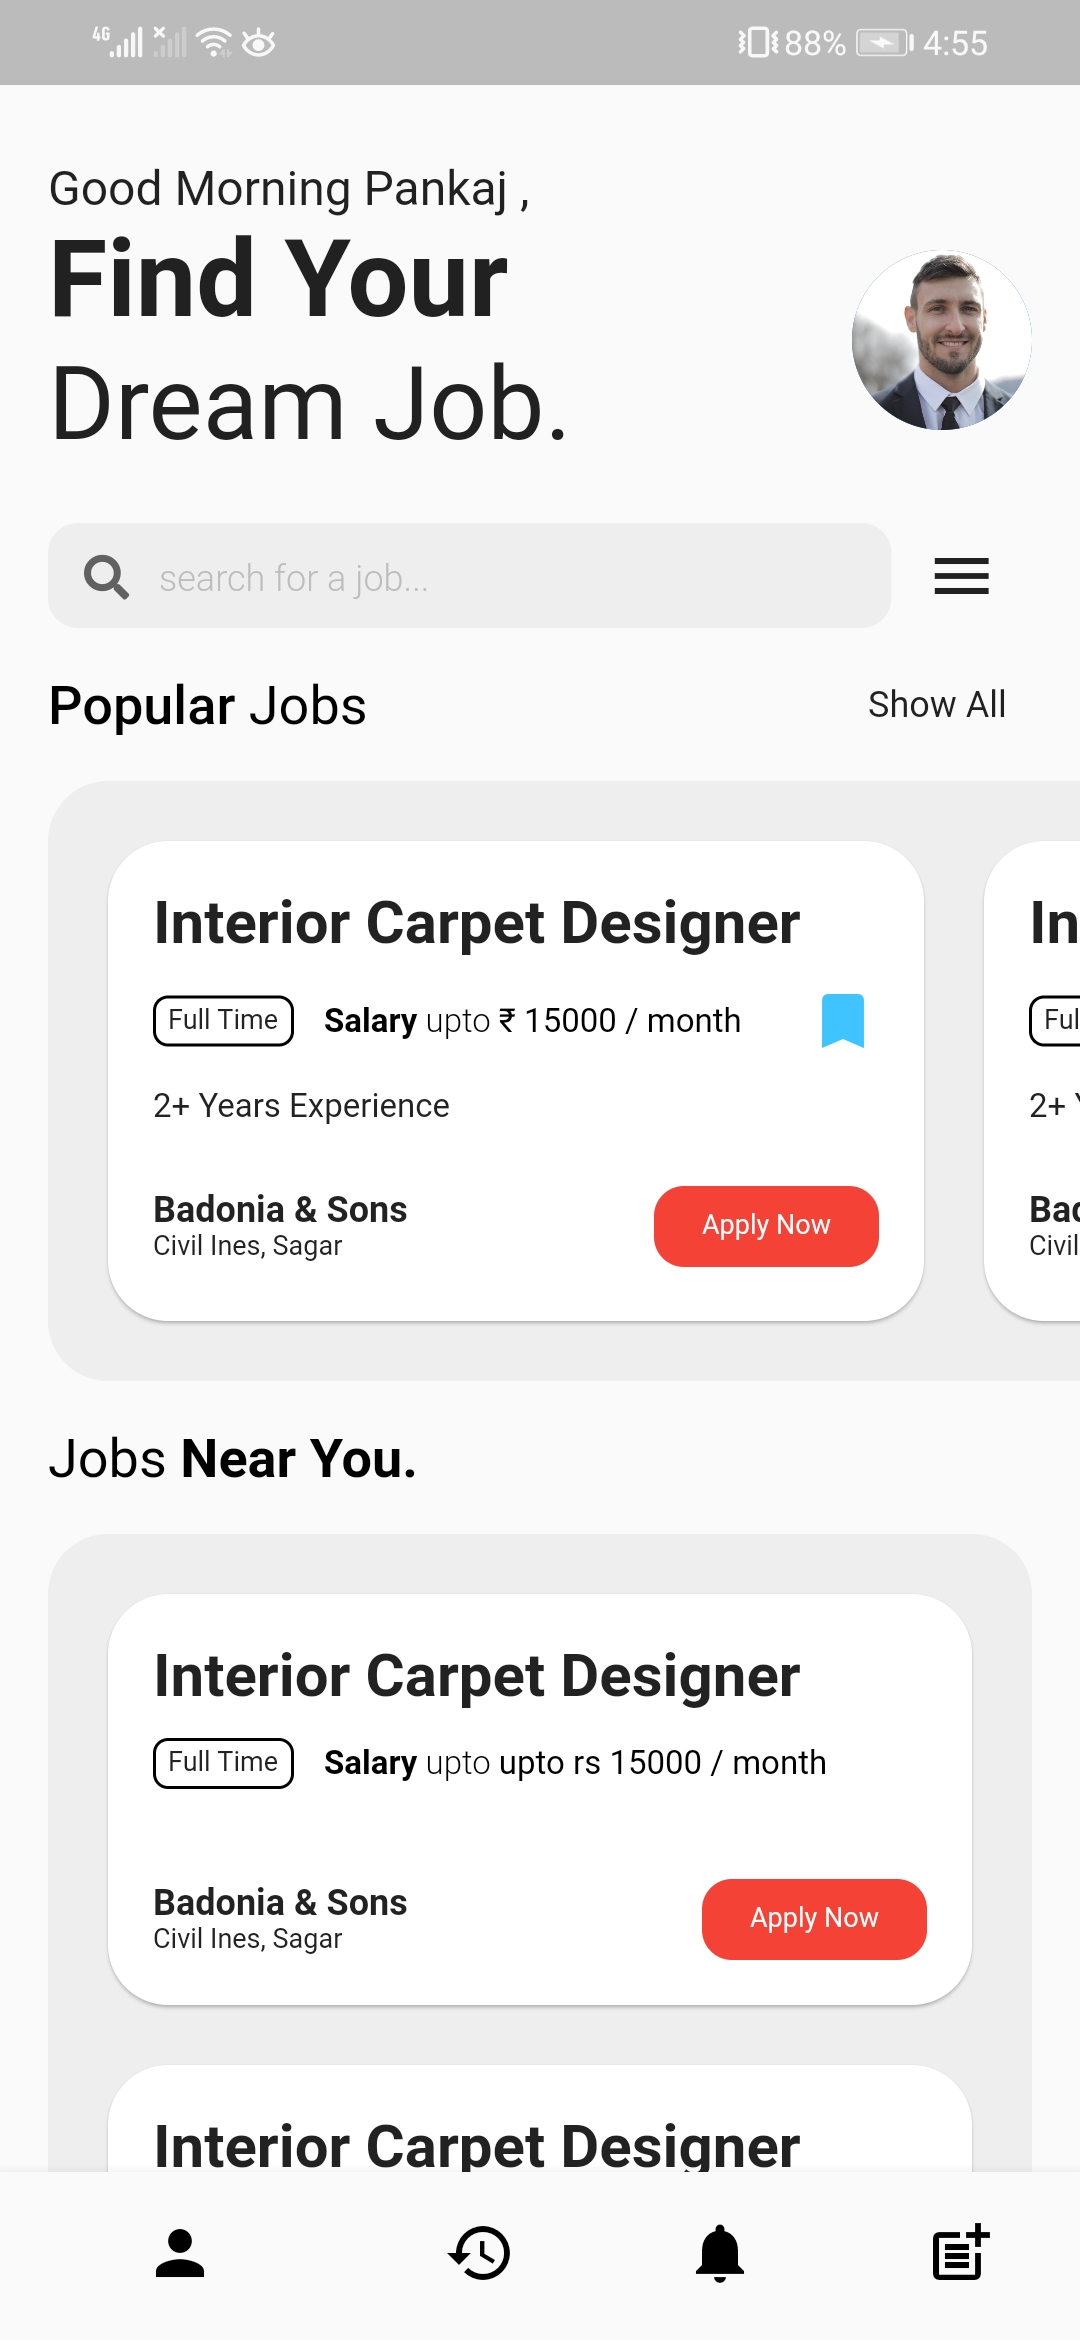 4G 88% 4:55
Good Morning Pankaj ,
Find Your
Dream Job.
search for a job...
Popular Jobs Show All
Interior Carpet Designer
Full Time Salary upto ₹ 15000 / month
2+ Years Experience
Badonia & Sons
Civil Ines, Sagar
Apply Now
In
Ful
2+
Bad
Civil
Jobs Near You.
Interior Carpet Designer
Full Time Salary upto upto rs 15000 / month
Badonia & Sons
Civil Ines, Sagar
Apply Now
Interior Carpet Designer